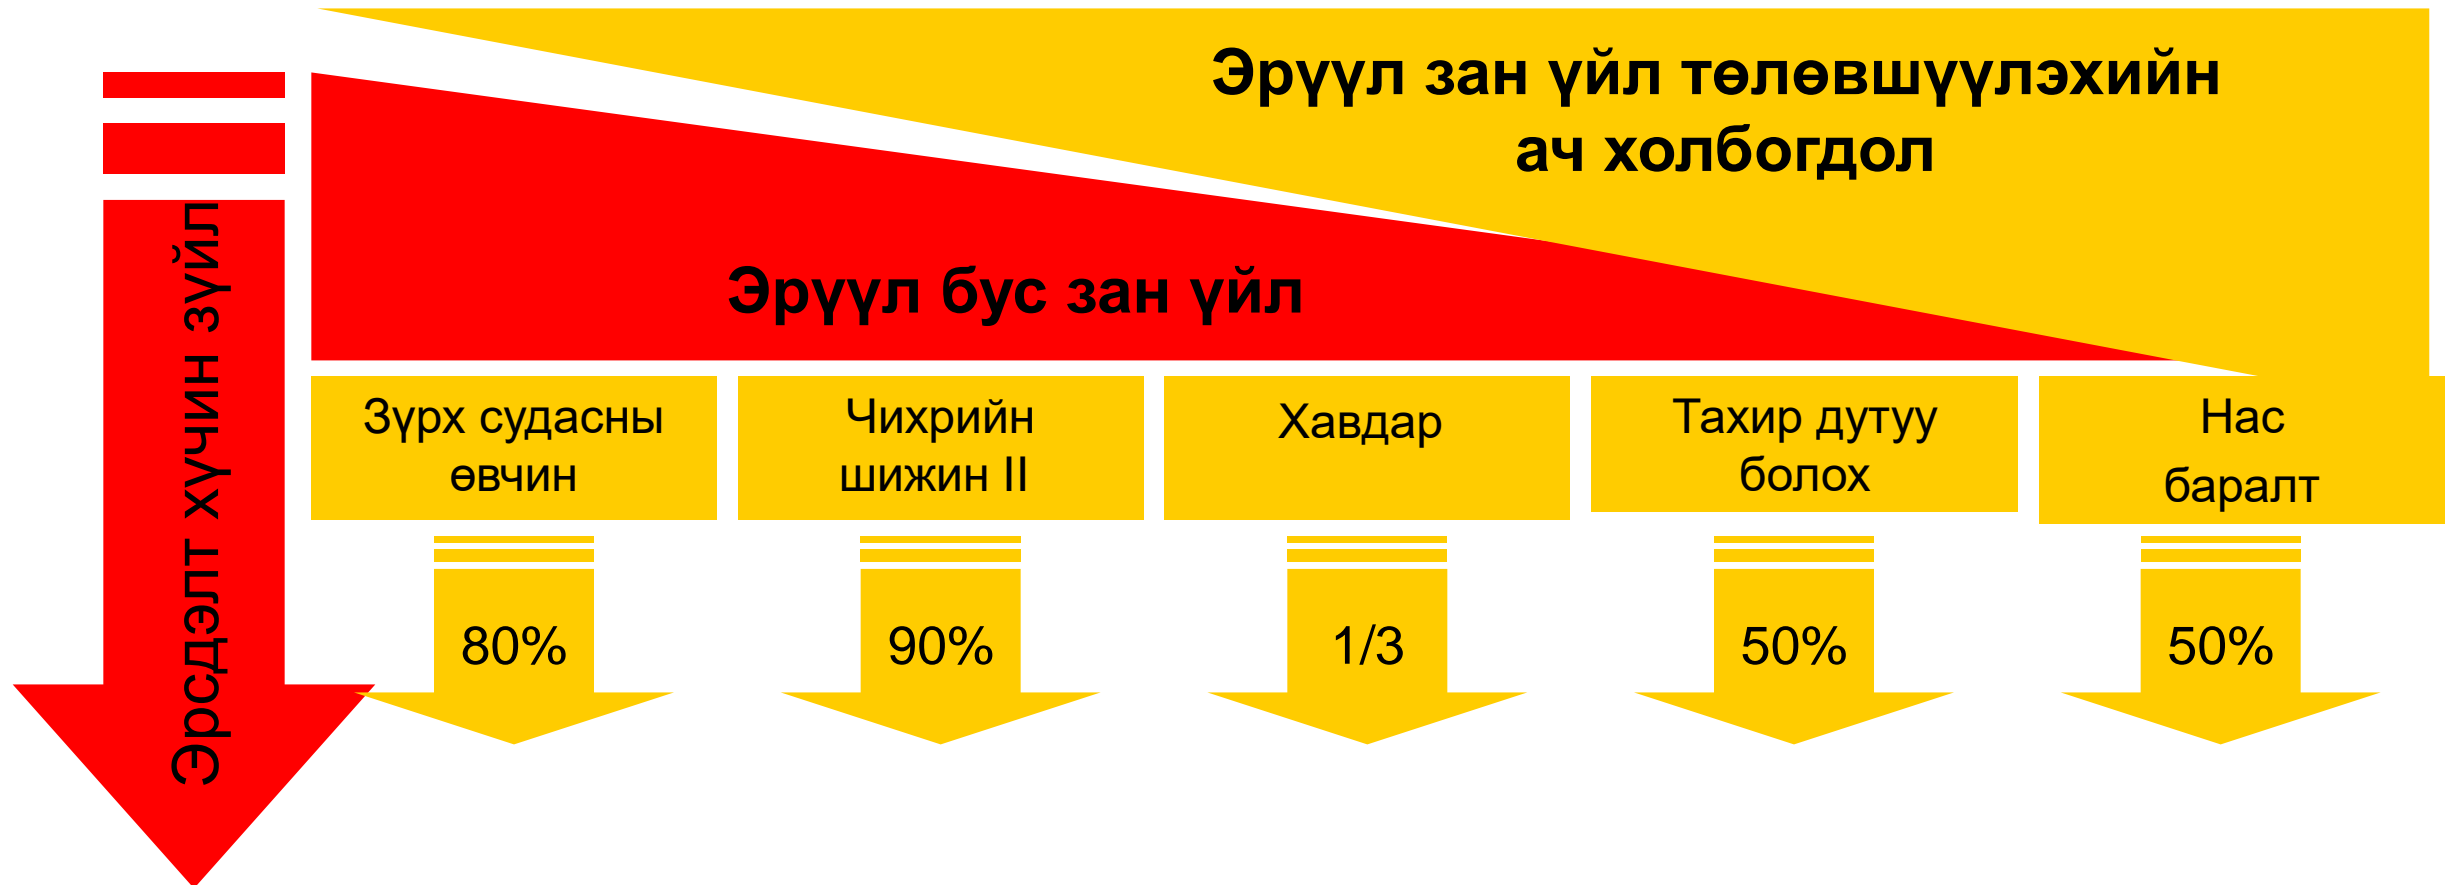 Эрүүл зан үйл төлөвшүүлэхийн
ач холбогдол
Эрүүл бус зан үйл
Эрсдэлт хүчин зүйл
Зүрх судасны
өвчин
Чихрийн
шижин II
Хавдар
Тахир дутуу
болох
Нас
баралт
80%
90%
1/3
50%
50%